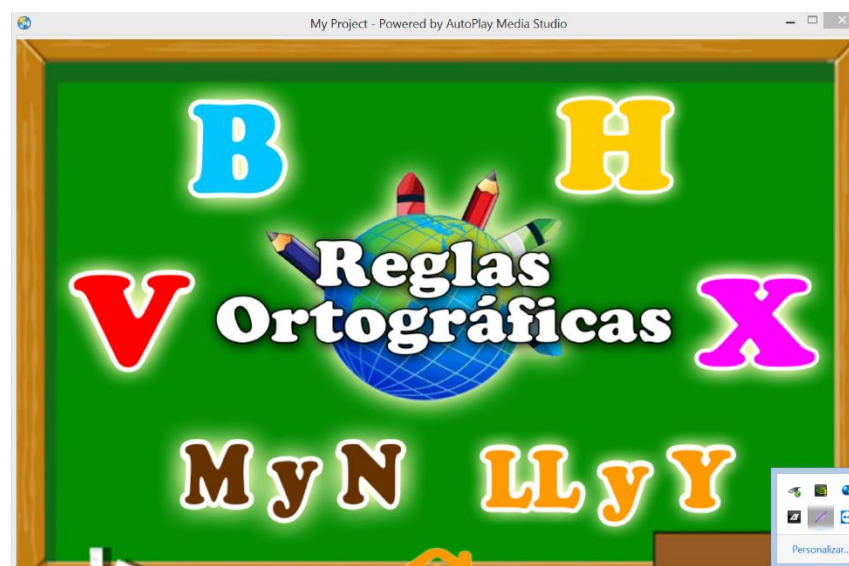 My Project - Powered by AutoPlay Media Studio
B H
Reglas
Ortográficas
V X
M y N LL y Y
Personalizar...